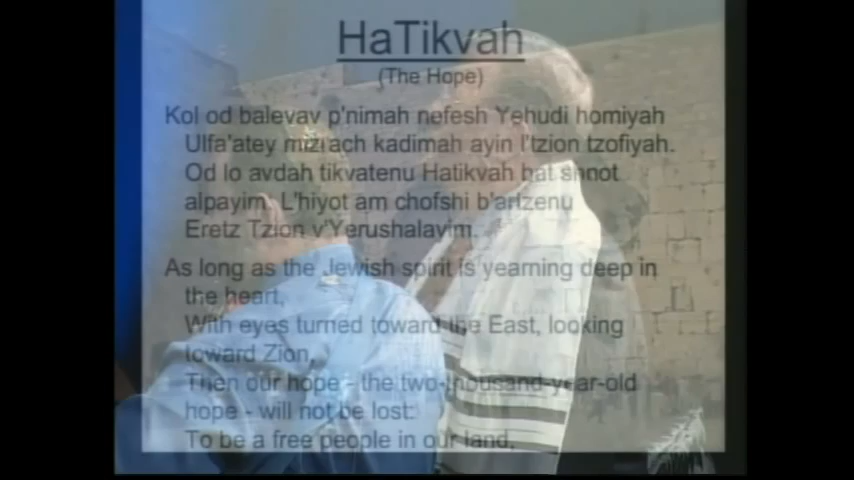 HaTikvah
(The Hope)
Kol od balevav p'nimah nefesh Yehudi homiyah
Ulfa'atey mizrach kadimah ayin l'tzion tzofiyah.
Od lo avdah tikvatenu Hatikvah bat shnot
alpayim. L'hiyot am chofshi b'artzenu
Eretz Tzion v'Yerushalayim.
As long as the Jewish spirit is yearning deep in
the heart,
With eyes turned toward the East, looking
toward Zion,
Then our hope - the two-thousand-year-old
hope - will not be lost:
To be a free people in our land,